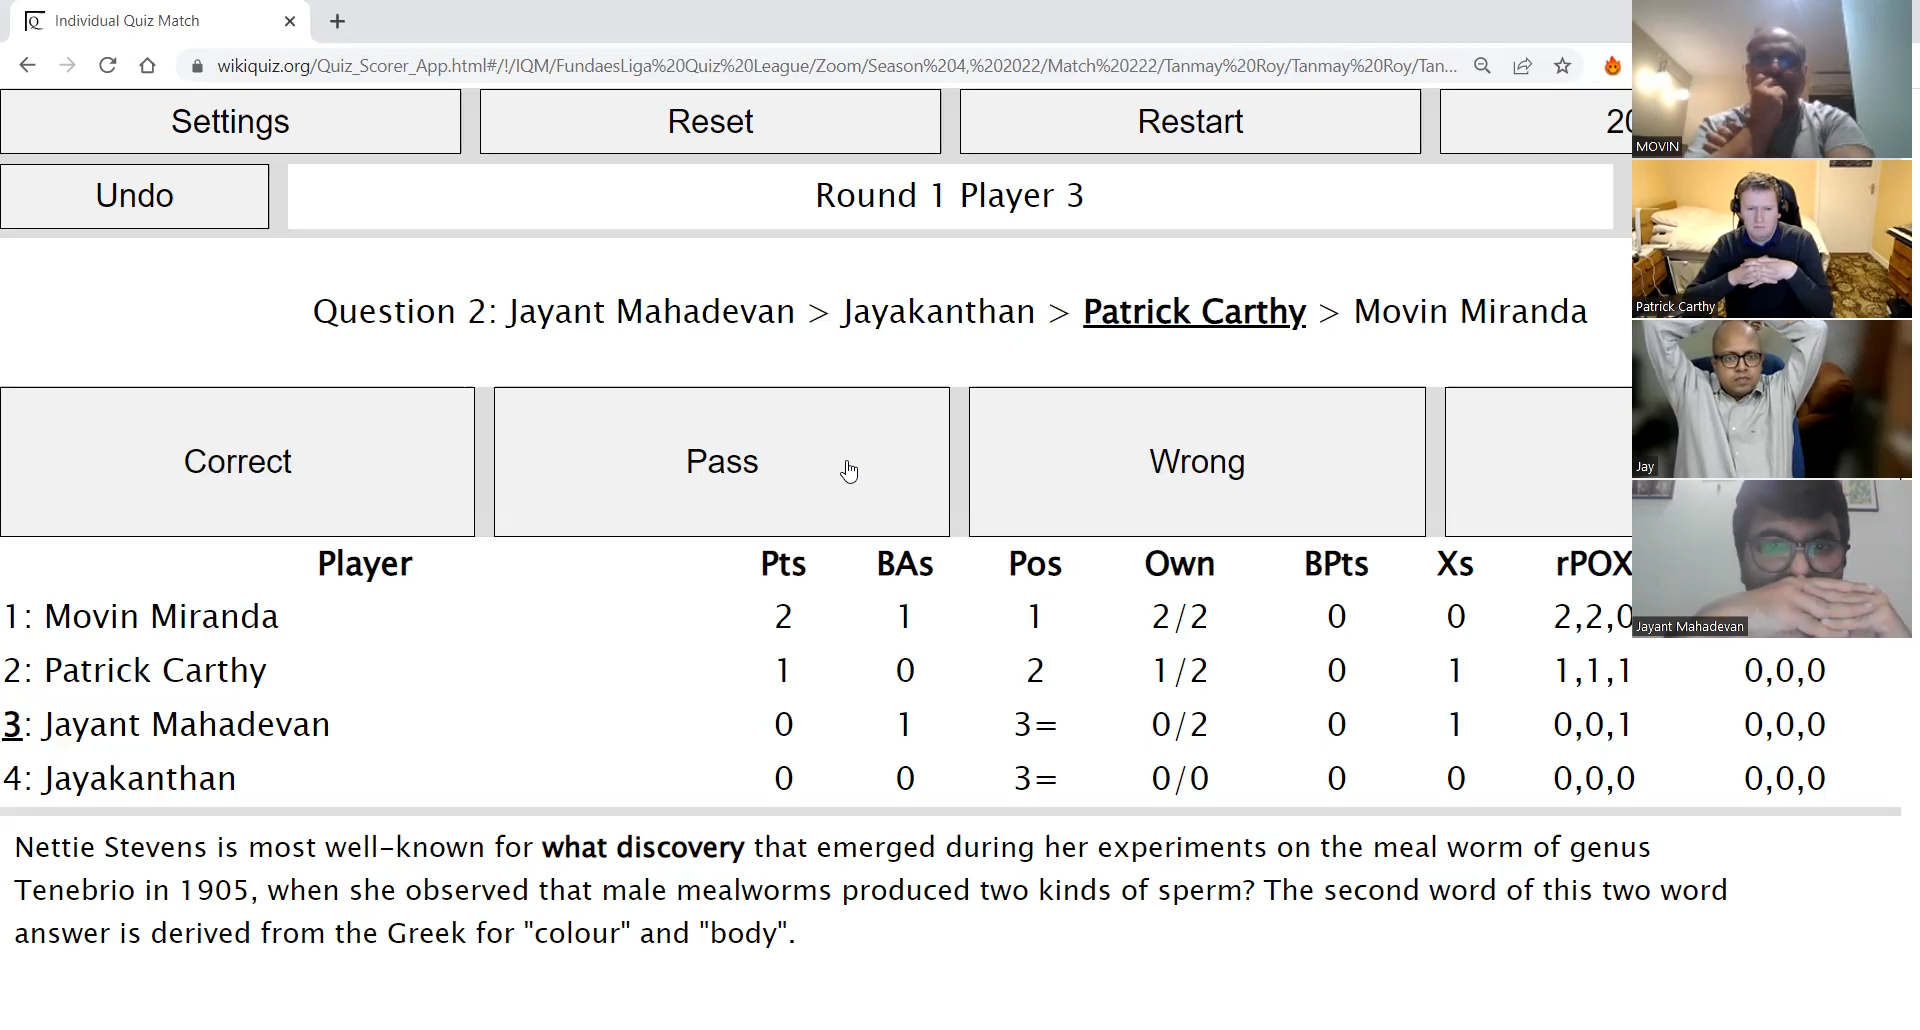 Individual Quiz Match
wikiquiz.org/Quiz_Scorer_App.html#/!/IQM/FundaesLiga%20Quiz%20League/Zoom/Season%204,%202022/Match%20222/Tanmay%20Roy/Tanmay%20Roy/Tan...
Settings Reset Restart 20
Undo Round 1 Player 3
MOVIN
Question 2: Jayant Mahadevan > Jayakanthan > Patrick Carthy > Movin Miranda
Patrick Carthy
Correct Pass Wrong
Jay
Player Pts BAs Pos Own BPts Xs rPOX
1: Movin Miranda 2 1 1 2/2 0 0 2,2,0
Jayant Mahadevan
2: Patrick Carthy 1 0 2 1/2 0 1 1,1,1 0,0,0
3: Jayant Mahadevan 0 1 3= 0/2 0 1 0,0,1 0,0,0
4: Jayakanthan 0 0 3= 0/0 0 0 0,0,0 0,0,0
Nettie Stevens is most well-known for what discovery that emerged during her experiments on the meal worm of genus
Tenebrio in 1905, when she observed that male mealworms produced two kinds of sperm? The second word of this two word
answer is derived from the Greek for "colour" and "body".